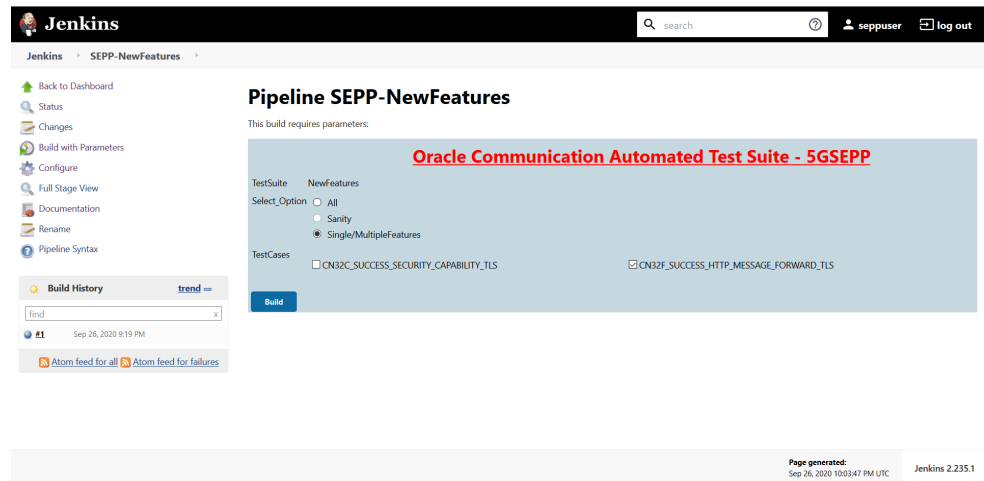 Jenkins
search
seppuser
log out
Jenkins
SEPP-NewFeatures
Back to Dashboard
Status
Changes
Build with Parameters
Configure
Full Stage View
Documentation
Rename
Pipeline Syntax
Build History
trend
find
x
#1
Sep 26, 2020 9:19 PM
Atom feed for all
Atom feed for failures
Pipeline SEPP-NewFeatures
This build requires parameters:
Oracle Communication Automated Test Suite - 5GSEPP
TestSuite
NewFeatures
Select_Option
All
Sanity
Single/MultipleFeatures
TestCases
CN32C_SUCCESS_SECURITY_CAPABILITY_TLS
CN32F_SUCCESS_HTTP_MESSAGE_FORWARD_TLS
Build
Page generated:
Sep 26, 2020 10:03:47 PM UTC
Jenkins 2.235.1